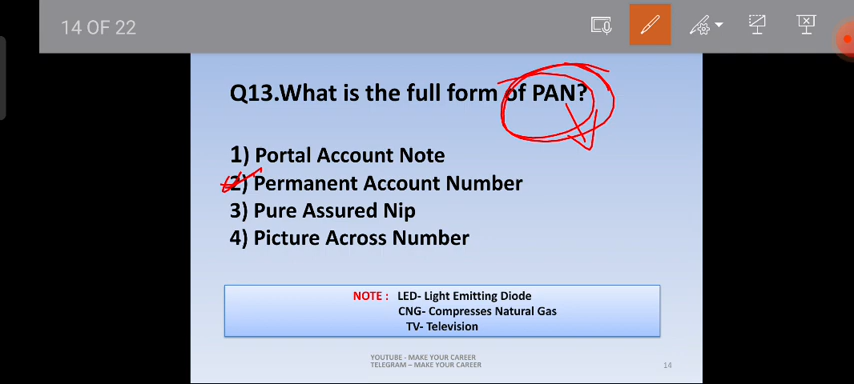 14 OF 22
Q13.What is the full form of PAN?
1) Portal Account Note
2) Permanent Account Number
3) Pure Assured Nip
4) Picture Across Number
NOTE : LED- Light Emitting Diode
CNG- Compresses Natural Gas
TV- Television
YOUTUBE - MAKE YOUR CAREER
TELEGRAM – MAKE YOUR CAREER
14